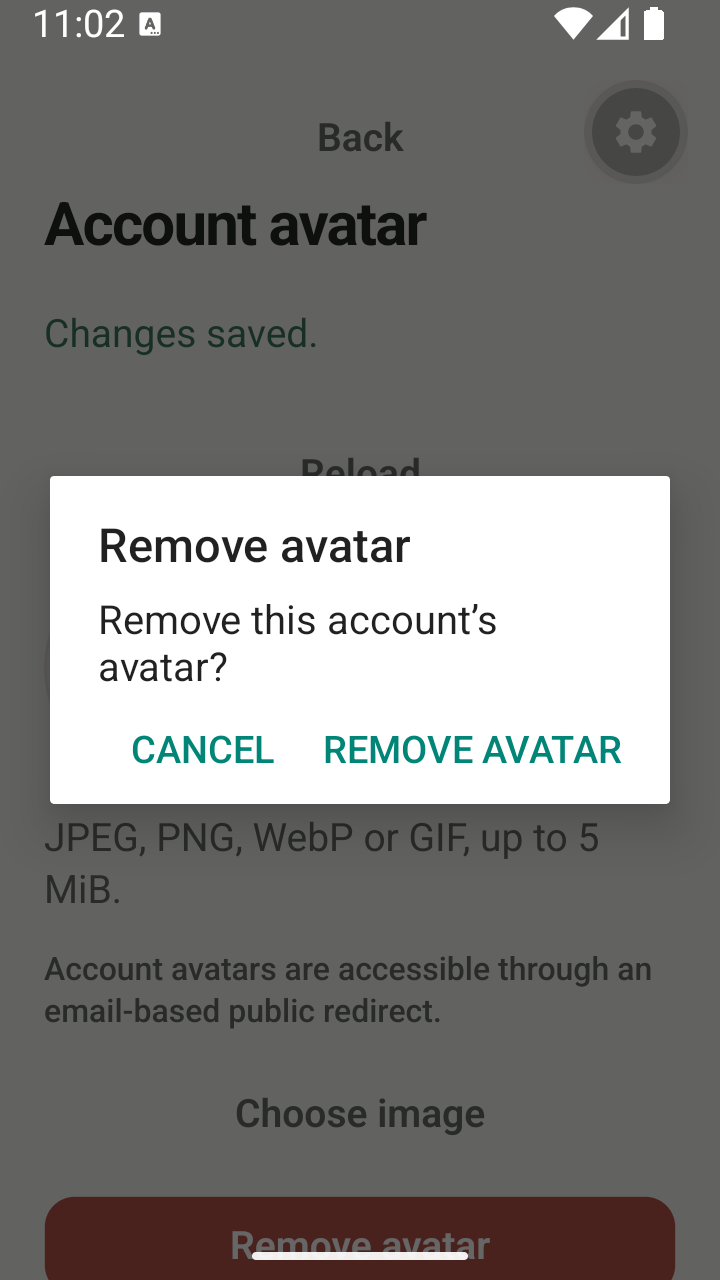 11:02
Back
Account avatar
Changes saved.
Reload
Remove avatar
Remove this account’s
avatar?
CANCEL REMOVE AVATAR
JPEG, PNG, WebP or GIF, up to 5
MiB.
Account avatars are accessible through an
email-based public redirect.
Choose image
Remove avatar